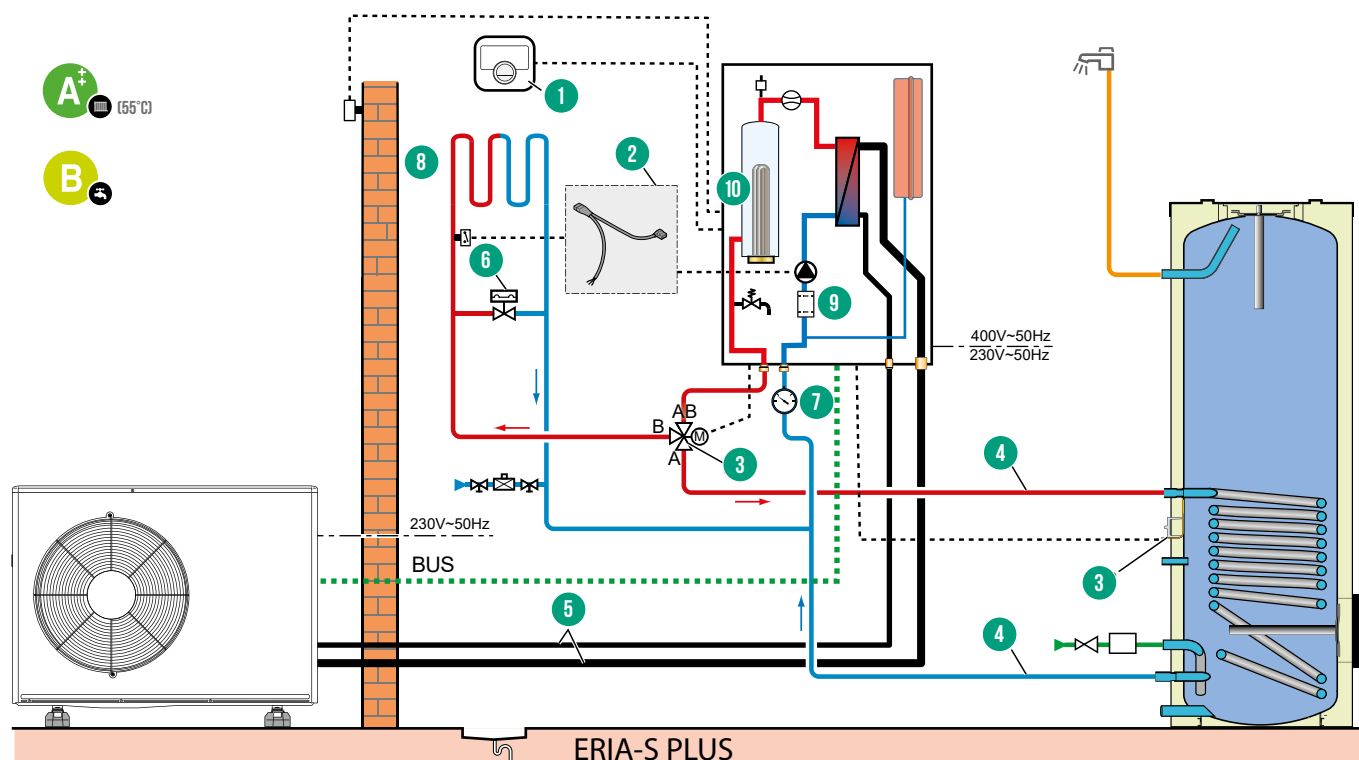 A++
(55°C)
B
1
2
8
10
6
9
400V~50Hz
230V~50Hz
7
AB
B
M
A
3
4
230V~50Hz
BUS
3
5
4
ERIA-S PLUS